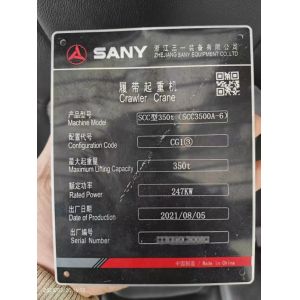 SANY
浙江三一装备有限公司
ZHEJIANG SANY EQUIPMENT CO.,LTD
履带起重机
Crawler Crane
产品型号 SCC型350t (SCC3500A-6)
Machine Model
配置代号 CG1③
Configuration Code
最大起重量 350t
Maximum Lifting Capacity
额定功率 247KW
Rated Power
出厂日期 2021/08/05
Date of Production
出厂编号
Serial Number
中国制造 / Made in China